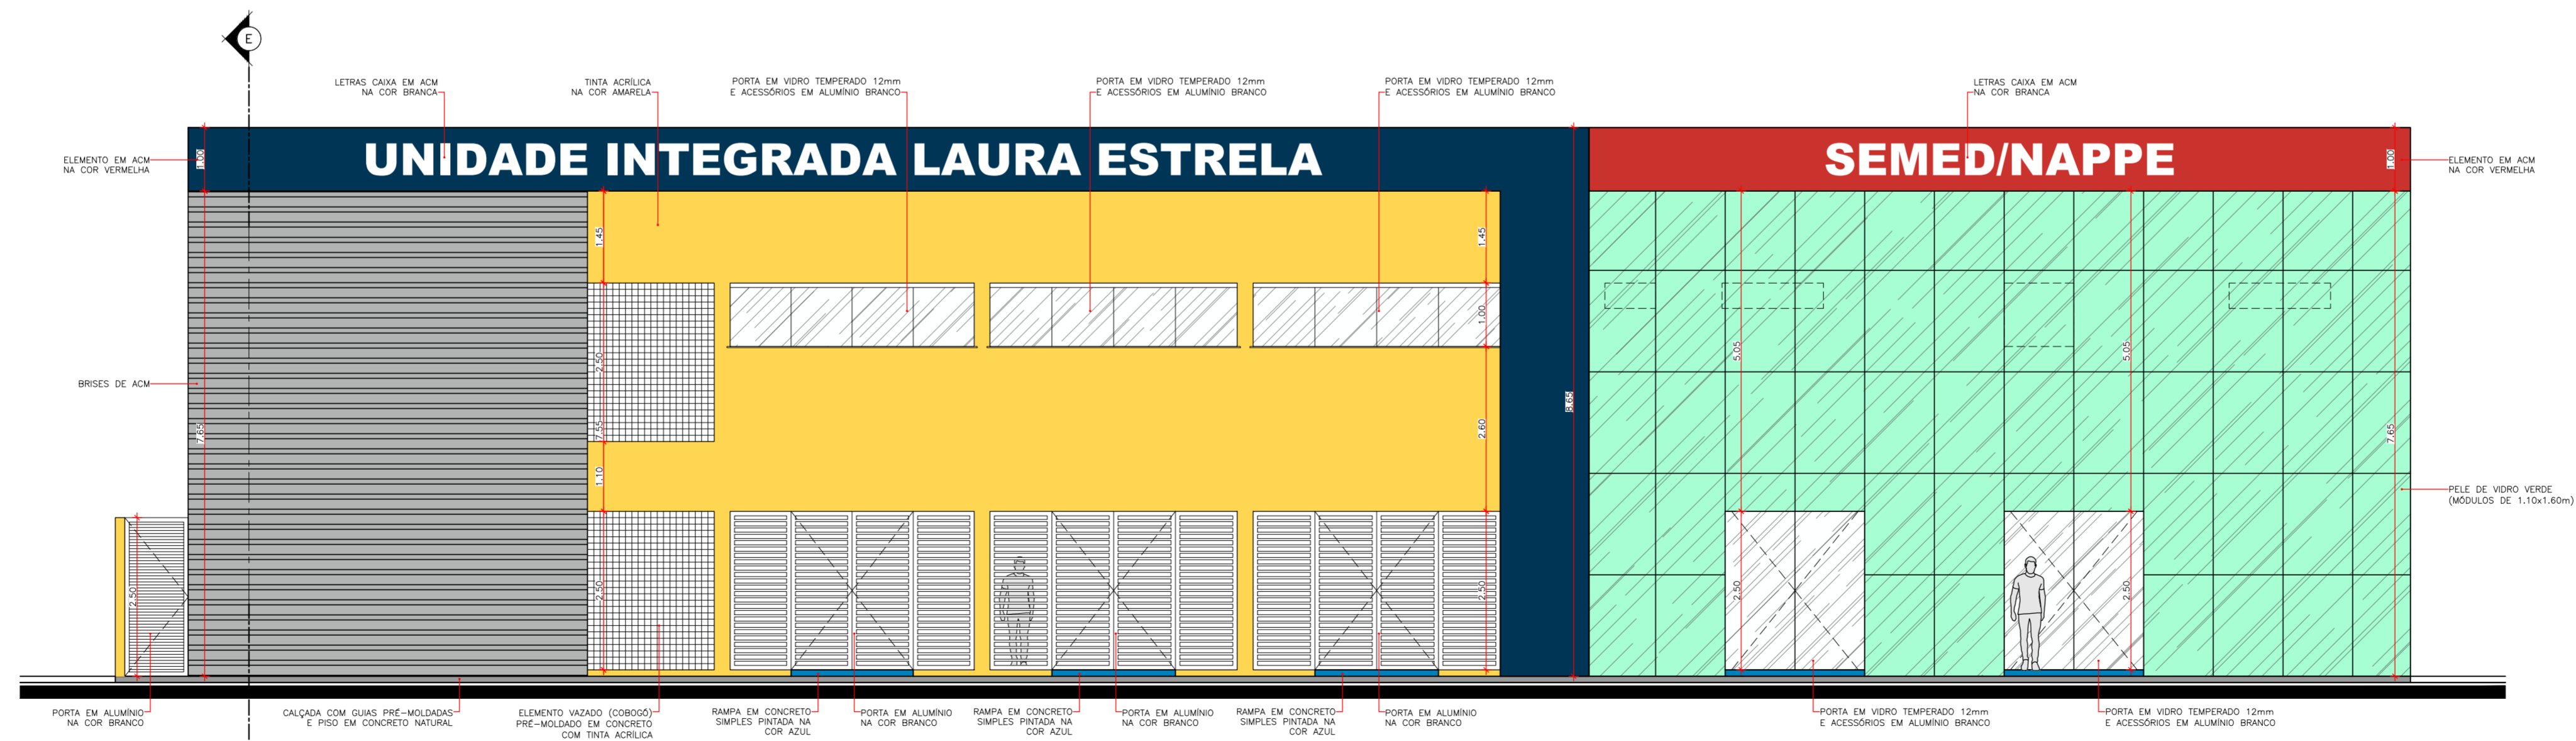 E
LETRAS CAIXA EM ACM
NA COR BRANCA
TINTA ACRÍLICA
NA COR AMARELA
PORTA EM VIDRO TEMPERADO 12mm
E ACESSÓRIOS EM ALUMÍNIO BRANCO
PORTA EM VIDRO TEMPERADO 12mm
E ACESSÓRIOS EM ALUMÍNIO BRANCO
PORTA EM VIDRO TEMPERADO 12mm
E ACESSÓRIOS EM ALUMÍNIO BRANCO
LETRAS CAIXA EM ACM
NA COR BRANCA
ELEMENTO EM ACM
NA COR VERMELHA
1.00
UNIDADE INTEGRADA LAURA ESTRELA
SEMED/NAPPE
1.00
ELEMENTO EM ACM
NA COR VERMELHA
1.45
1.45
1.00
2.50
5.05
5.05
BRISES DE ACM
8.65
7.65
7.55
2.60
7.65
1.10
PELE DE VIDRO VERDE
(MÓDULOS DE 1.10x1.60m)
2.50
2.50
2.50
2.50
2.50
PORTA EM ALUMÍNIO
NA COR BRANCO
CALÇADA COM GUIAS PRÉ-MOLDADAS
E PISO EM CONCRETO NATURAL
ELEMENTO VAZADO (COBOGÓ)
PRÉ-MOLDADO EM CONCRETO
COM TINTA ACRÍLICA
RAMPA EM CONCRETO
SIMPLES PINTADA NA
COR AZUL
PORTA EM ALUMÍNIO
NA COR BRANCO
RAMPA EM CONCRETO
SIMPLES PINTADA NA
COR AZUL
PORTA EM ALUMÍNIO
NA COR BRANCO
RAMPA EM CONCRETO
SIMPLES PINTADA NA
COR AZUL
PORTA EM ALUMÍNIO
NA COR BRANCO
PORTA EM VIDRO TEMPERADO 12mm
E ACESSÓRIOS EM ALUMÍNIO BRANCO
PORTA EM VIDRO TEMPERADO 12mm
E ACESSÓRIOS EM ALUMÍNIO BRANCO